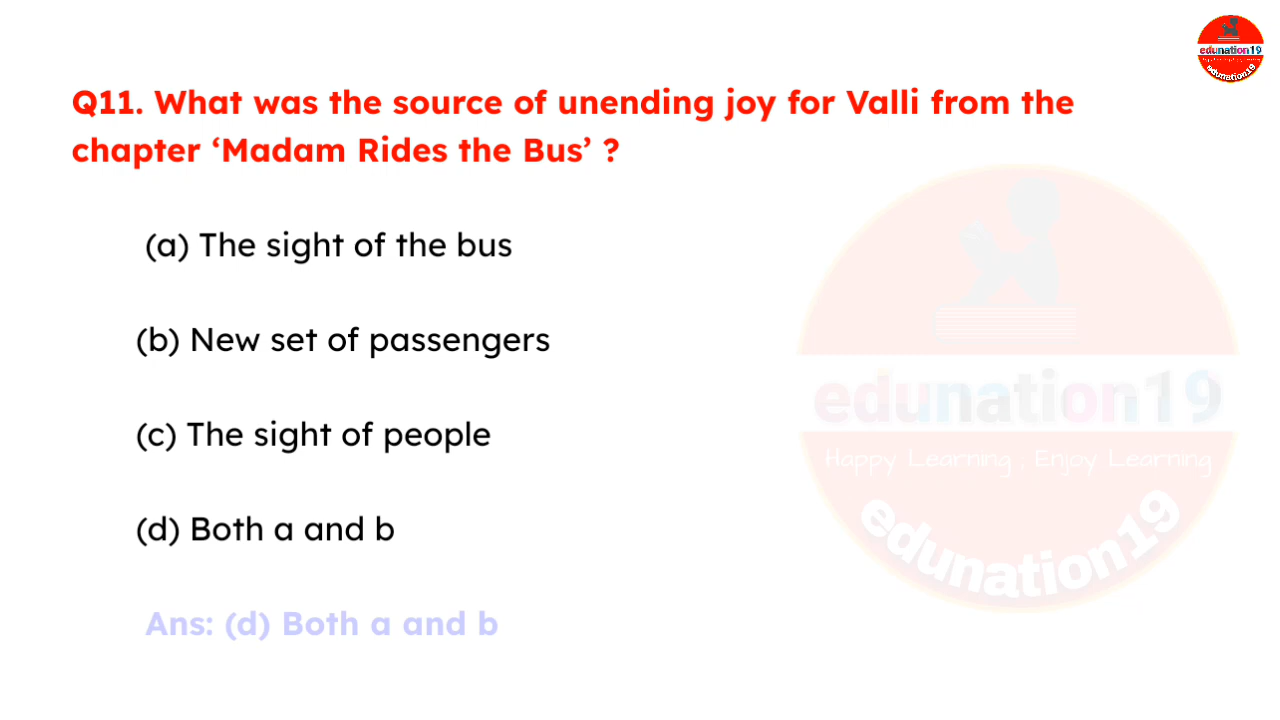 edunation19
edunation19
Q11. What was the source of unending joy for Valli from the
chapter ‘Madam Rides the Bus’ ?
(a) The sight of the bus
(b) New set of passengers
(c) The sight of people
(d) Both a and b
Ans: (d) Both a and b
edunation19
Happy Learning , Enjoy Learning
edunation19